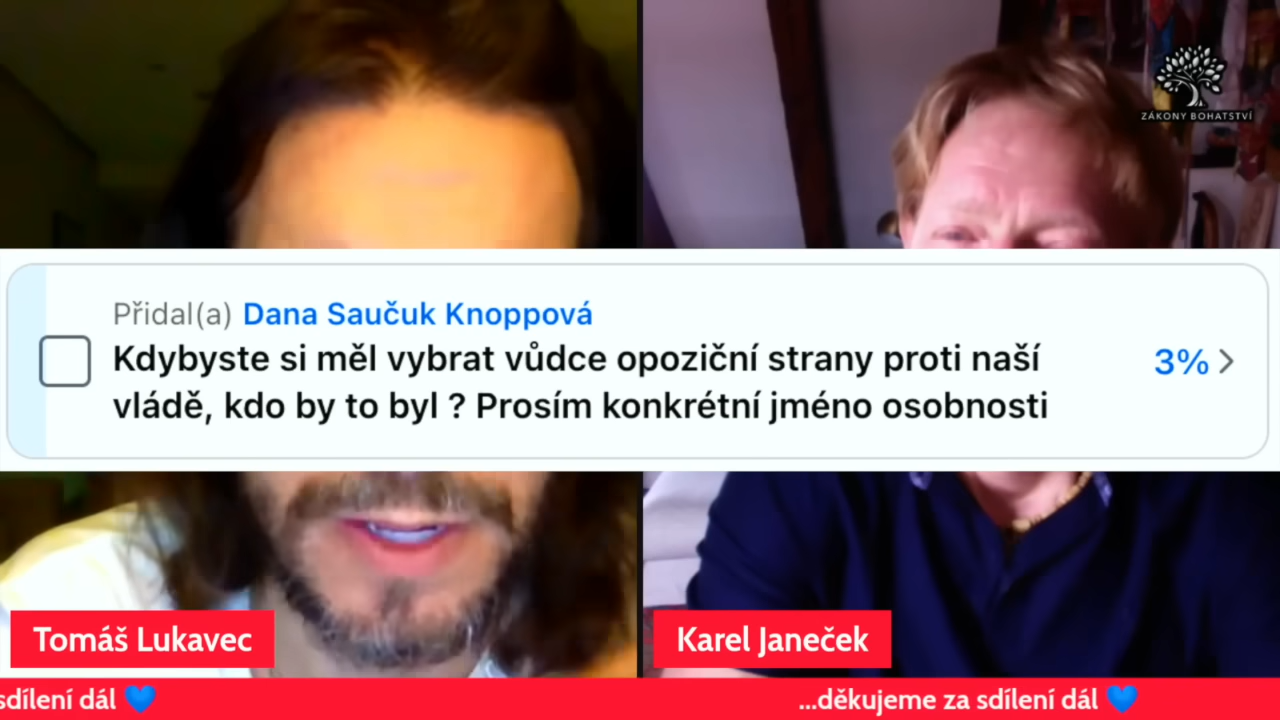 ZÁKONY BOHATSTVÍ
Přidal(a) Dana Saučuk Knoppová
Kdybyste si měl vybrat vůdce opoziční strany proti naší
vládě, kdo by to byl ? Prosím konkrétní jméno osobnosti
3%
Tomáš Lukavec
Karel Janeček
sdílení dál 💙
...děkujeme za sdílení dál 💙